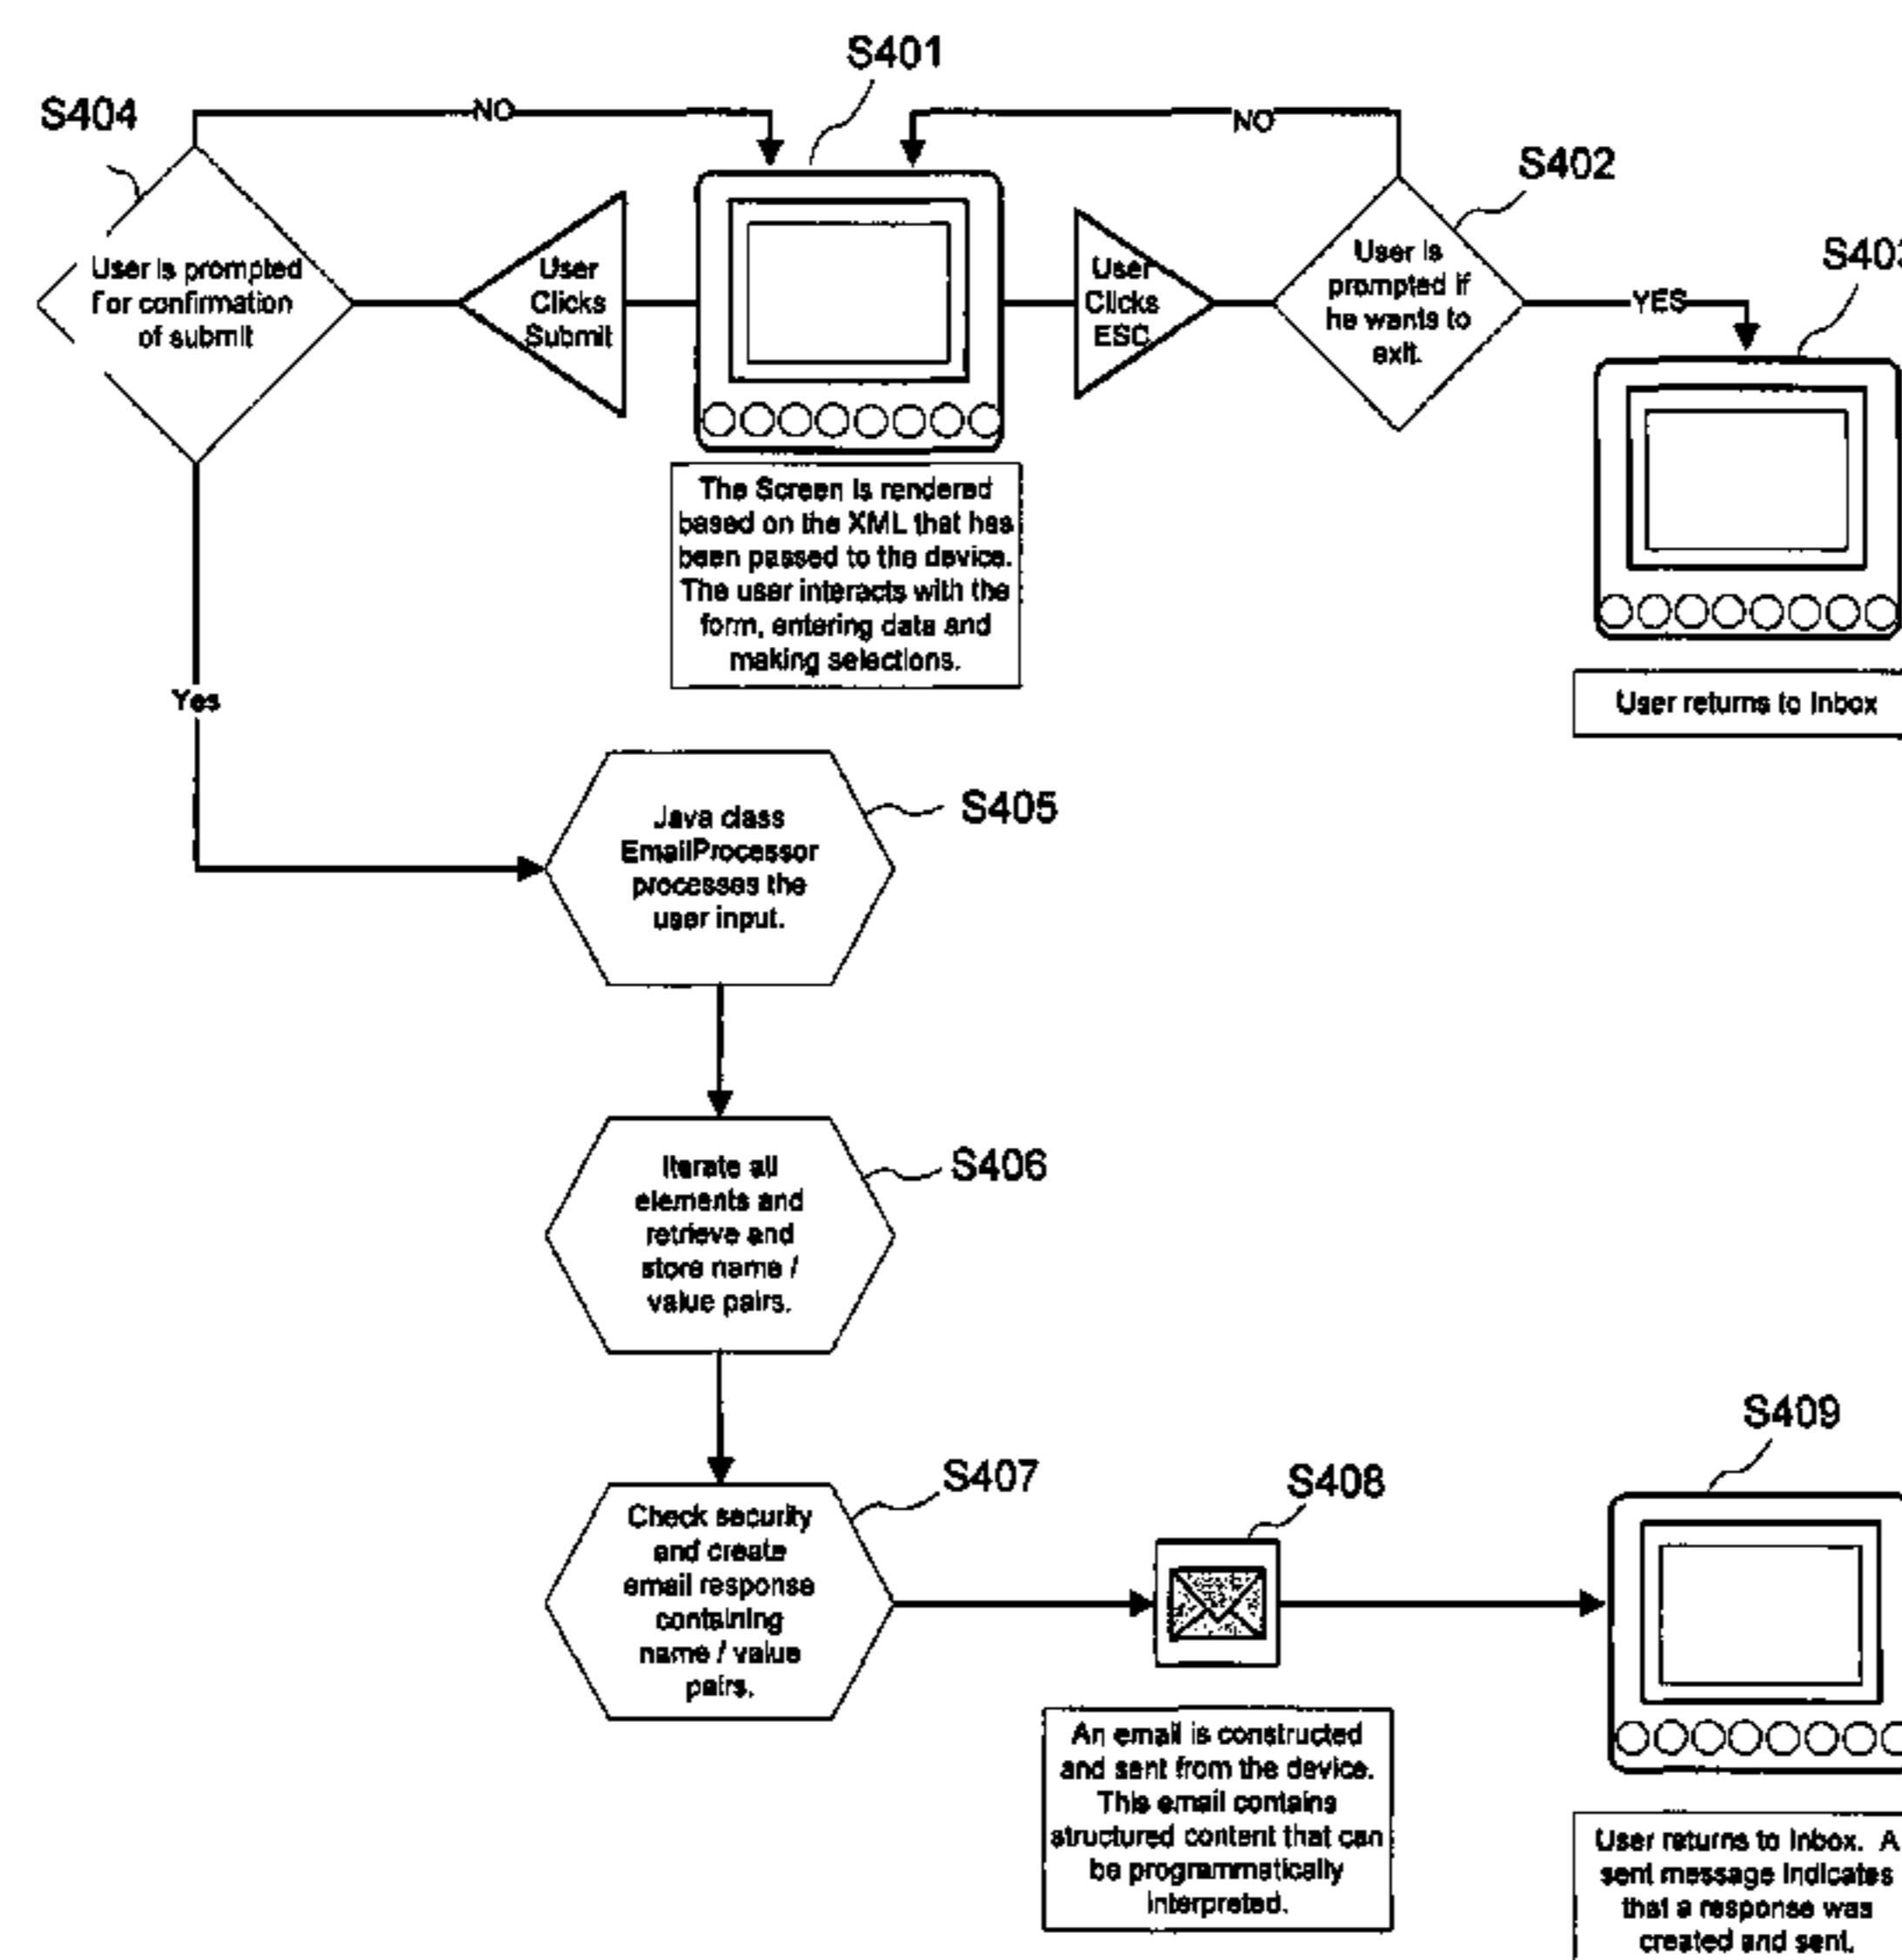 S401
S404
NO
NO
S402
S403
User is prompted
for confirmation
of submit
User
Clicks
Submit
User
Clicks
ESC
User is
prompted if
he wants to
exit.
YES
The Screen is rendered
based on the XML that has
been passed to the device.
The user interacts with the
form, entering data and
making selections.
User returns to Inbox
Yes
Java class
EmailProcessor
processes the
user input.
S405
Iterate all
elements and
retrieve and
store name /
value pairs.
S406
Check security
and create
email response
containing
name / value
pairs.
S407
S408
S409
An email is constructed
and sent from the device.
This email contains
structured content that can
be programmatically
interpreted.
User returns to Inbox. A
sent message indicates
that a response was
created and sent.